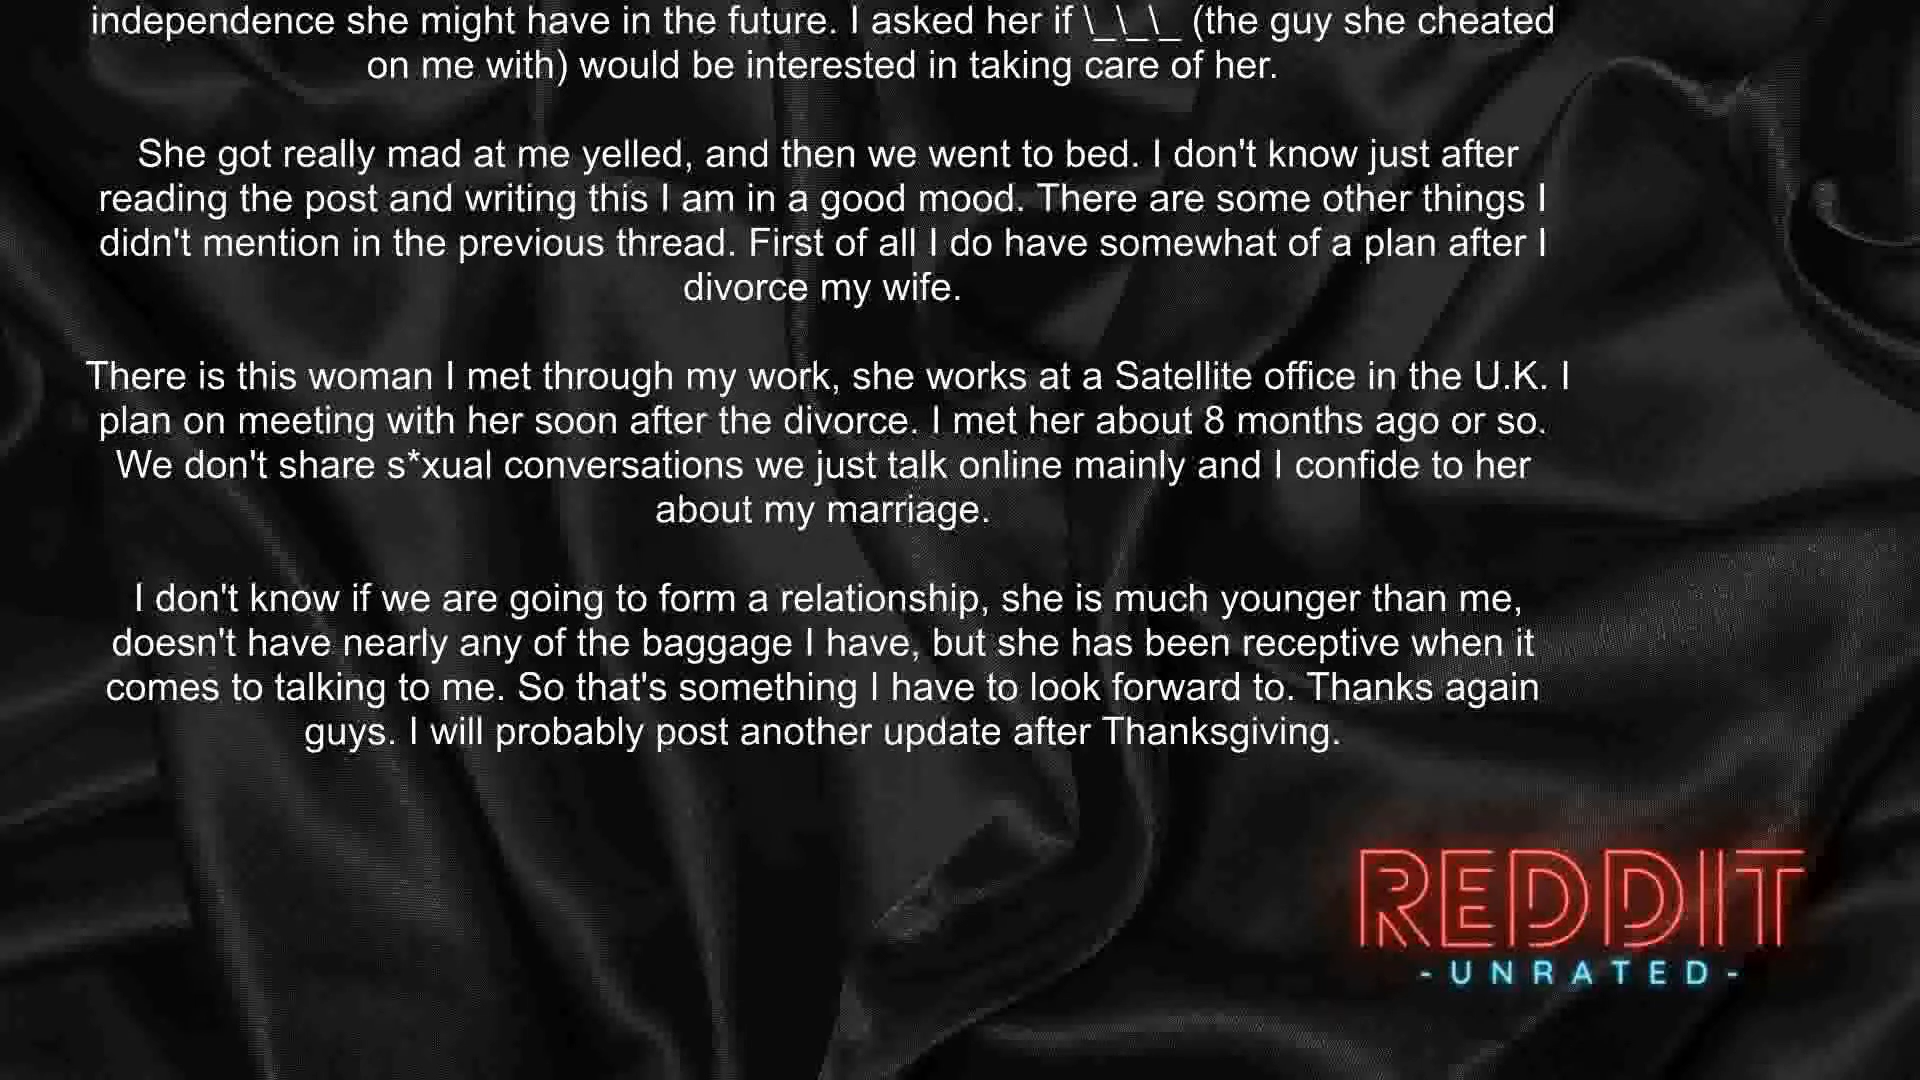 independence she might have in the future. I asked her if \_\_\_ (the guy she cheated
on me with) would be interested in taking care of her.
She got really mad at me yelled, and then we went to bed. I don't know just after
reading the post and writing this I am in a good mood. There are some other things I
didn't mention in the previous thread. First of all I do have somewhat of a plan after I
divorce my wife.
There is this woman I met through my work, she works at a Satellite office in the U.K. I
plan on meeting with her soon after the divorce. I met her about 8 months ago or so.
We don't share s*xual conversations we just talk online mainly and I confide to her
about my marriage.
I don't know if we are going to form a relationship, she is much younger than me,
doesn't have nearly any of the baggage I have, but she has been receptive when it
comes to talking to me. So that's something I have to look forward to. Thanks again
guys. I will probably post another update after Thanksgiving.
REDDIT
- UNRATED -